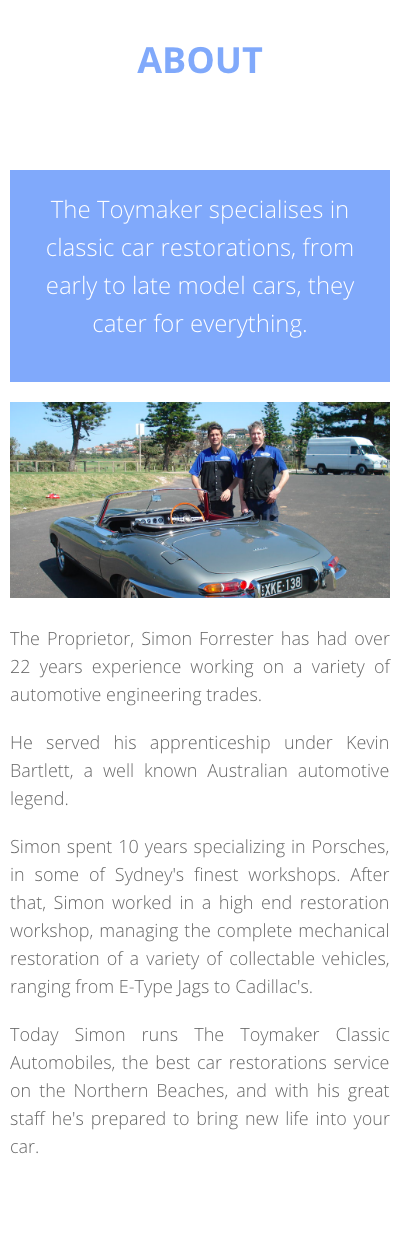 ABOUT
The Toymaker specialises in
classic car restorations, from
early to late model cars, they
cater for everything.
XKE·138
The Proprietor, Simon Forrester has had over
22 years experience working on a variety of
automotive engineering trades.
He served his apprenticeship under Kevin
Bartlett, a well known Australian automotive
legend.
Simon spent 10 years specializing in Porsches,
in some of Sydney's finest workshops. After
that, Simon worked in a high end restoration
workshop, managing the complete mechanical
restoration of a variety of collectable vehicles,
ranging from E-Type Jags to Cadillac's.
Today Simon runs The Toymaker Classic
Automobiles, the best car restorations service
on the Northern Beaches, and with his great
staff he's prepared to bring new life into your
car.